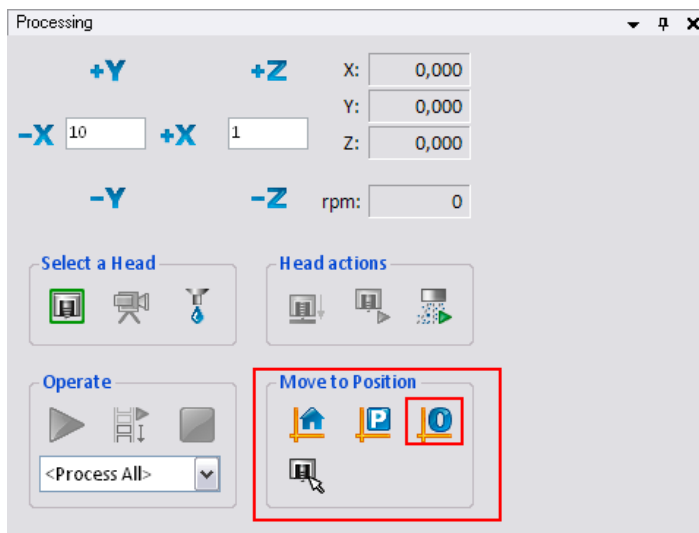 Processing
+Y +Z X: 0,000
Y: 0,000
-X 10 +X 1 Z: 0,000
-Y -Z rpm: 0
Select a Head Head actions
Operate Move to Position
P 0
<Process All>